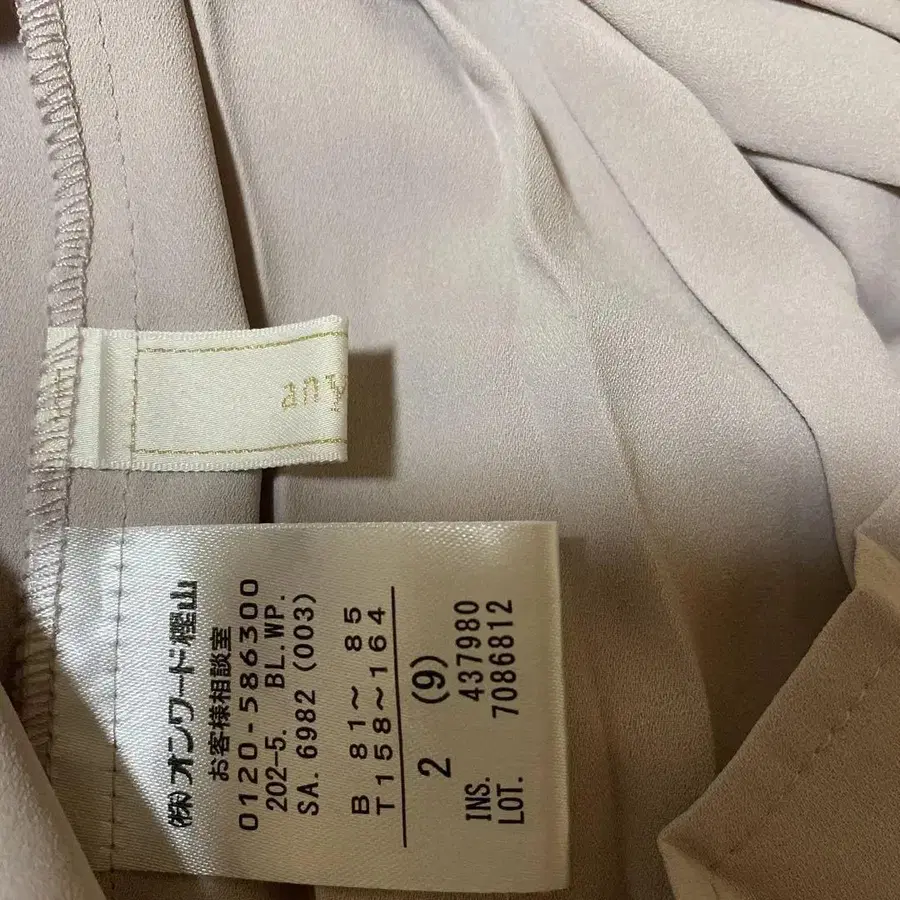 any
(株)オンワード樫山
お客様相談室
0120-586300
202-5. BL.WP.
SA.6982 (003)
B 81～ 85
T158～164
2 (9)
INS. 437980
LOT. 7086812